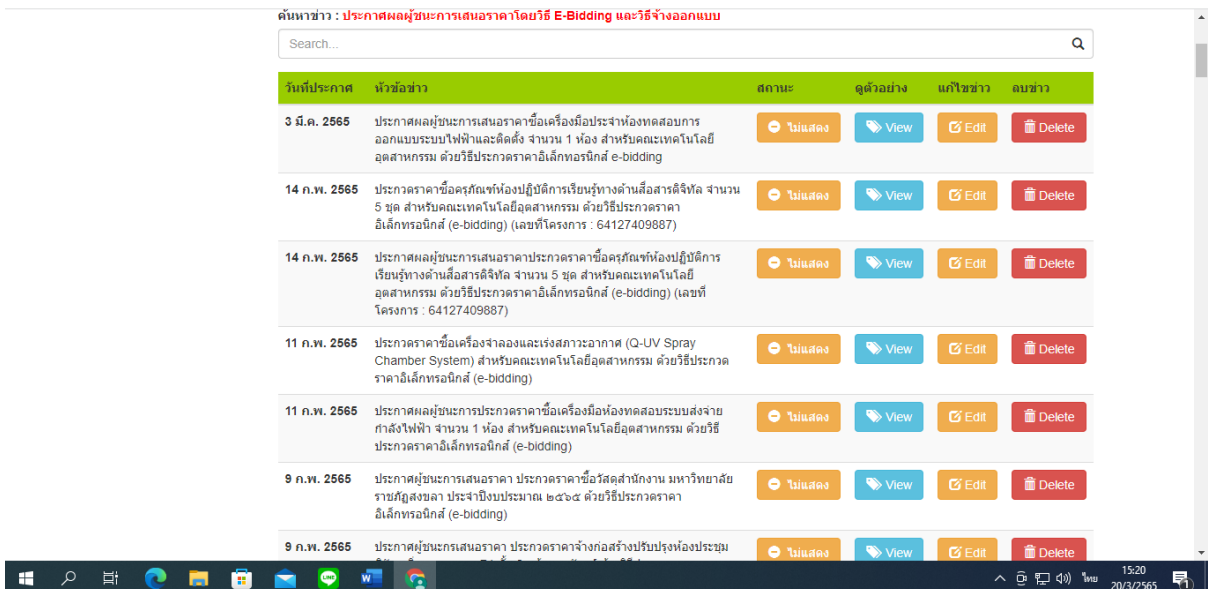 ค้นหาข่าว : ประกาศผลผู้ชนะการเสนอราคาโดยวิธี E-Bidding และวิธีจ้างออกแบบ
Search...
วันที่ประกาศ หัวข้อข่าว สถานะ ดูตัวอย่าง แก้ไขข่าว ลบข่าว
3 มี.ค. 2565 ประกาศผลผู้ชนะการเสนอราคาซื้อเครื่องมือประจำห้องทดสอบการ ไม่แสดง View Edit Delete
ออกแบบระบบไฟฟ้าและติดตั้ง จำนวน 1 ห้อง สำหรับคณะเทคโนโลยี
อุตสาหกรรม ด้วยวิธีประกวดราคาอิเล็กทอรนิกส์ e-bidding
14 ก.พ. 2565 ประกวดราคาซื้อครุภัณฑ์ห้องปฏิบัติการเรียนรู้ทางด้านสื่อสารดิจิทัล จำนวน ไม่แสดง View Edit Delete
5 ชุด สำหรับคณะเทคโนโลยีอุตสาหกรรม ด้วยวิธีประกวดราคา
อิเล็กทรอนิกส์ (e-bidding) (เลขที่โครงการ : 64127409887)
14 ก.พ. 2565 ประกาศผลผู้ชนะการเสนอราคาประกวดราคาซื้อครุภัณฑ์ห้องปฏิบัติการ ไม่แสดง View Edit Delete
เรียนรู้ทางด้านสื่อสารดิจิทัล จำนวน 5 ชุด สำหรับคณะเทคโนโลยี
อุตสาหกรรม ด้วยวิธีประกวดราคาอิเล็กทรอนิกส์ (e-bidding) (เลขที่
โครงการ : 64127409887)
11 ก.พ. 2565 ประกวดราคาซื้อเครื่องจำลองและเร่งสภาวะอากาศ (Q-UV Spray ไม่แสดง View Edit Delete
Chamber System) สำหรับคณะเทคโนโลยีอุตสาหกรรม ด้วยวิธีประกวด
ราคาอิเล็กทรอนิกส์ (e-bidding)
11 ก.พ. 2565 ประกาศผลผู้ชนะการประกวดราคาซื้อเครื่องมือห้องทดสอบระบบส่งจ่าย ไม่แสดง View Edit Delete
กำลังไฟฟ้า จำนวน 1 ห้อง สำหรับคณะเทคโนโลยีอุตสาหกรรม ด้วยวิธี
ประกวดราคาอิเล็กทรอนิกส์ (e-bidding)
9 ก.พ. 2565 ประกาศผู้ชนะการเสนอราคา ประกวดราคาซื้อวัสดุสำนักงาน มหาวิทยาลัย ไม่แสดง View Edit Delete
ราชภัฏสงขลา ประจำปีงบประมาณ ๒๕๖๕ ด้วยวิธีประกวดราคา
อิเล็กทรอนิกส์ (e-bidding)
9 ก.พ. 2565 ประกาศผู้ชนะกรเสนอราคา ประกวดราคาจ้างก่อสร้างปรับปรุงห้องประชุม ไม่แสดง View Edit Delete
LINE
ไทย
15:20
20/3/2565
1